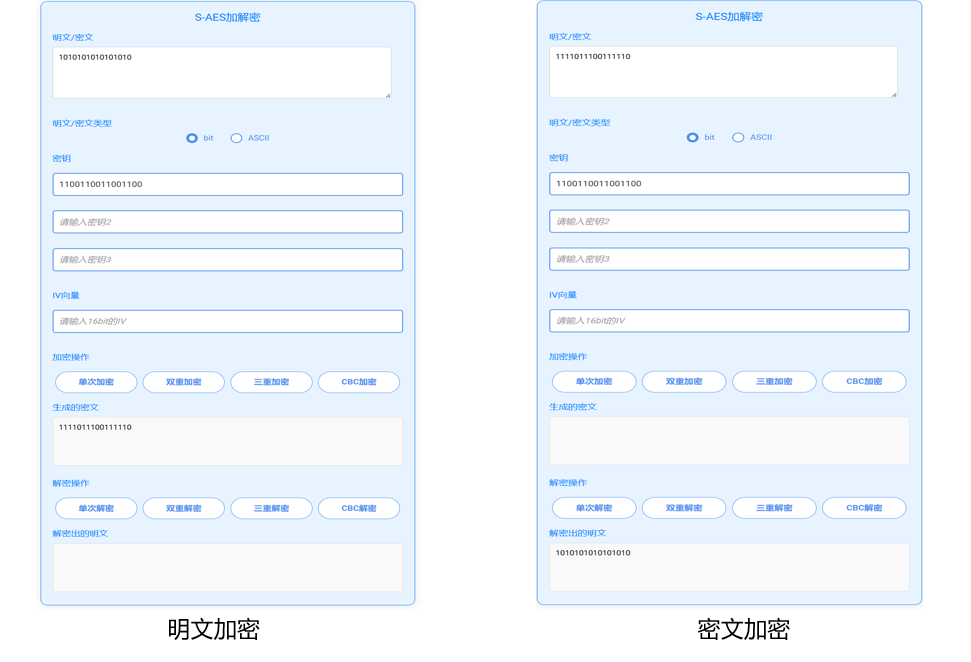 S-AES加解密
明文/密文
1010101010101010
明文/密文类型
bit ASCII
密钥
1100110011001100
请输入密钥2
请输入密钥3
IV向量
请输入16bit的IV
加密操作
单次加密 双重加密 三重加密 CBC加密
生成的密文
1111011100111110
解密操作
单次解密 双重解密 三重解密 CBC解密
解密出的明文
明文加密
S-AES加解密
明文/密文
1111011100111110
明文/密文类型
bit ASCII
密钥
1100110011001100
请输入密钥2
请输入密钥3
IV向量
请输入16bit的IV
加密操作
单次加密 双重加密 三重加密 CBC加密
生成的密文
解密操作
单次解密 双重解密 三重解密 CBC解密
解密出的明文
1010101010101010
密文加密